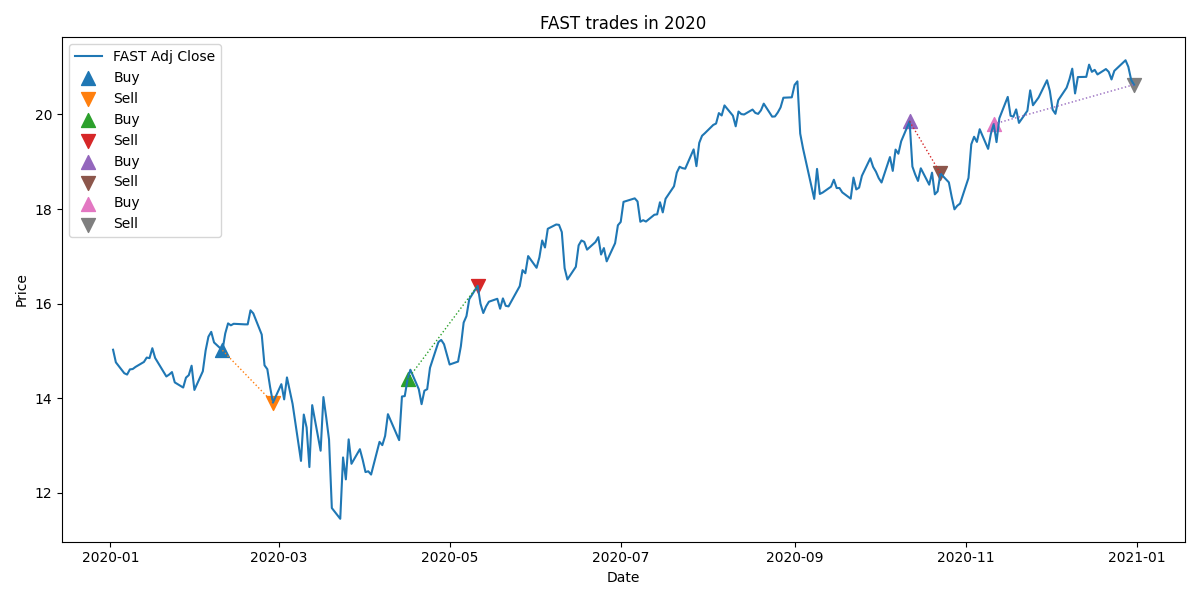 FAST trades in 2020
FAST Adj Close
Buy
Sell
Buy
Sell
Buy
Sell
Buy
Sell
Price
20
18
16
14
12
2020-01
2020-03
2020-05
2020-07
2020-09
2020-11
2021-01
Date